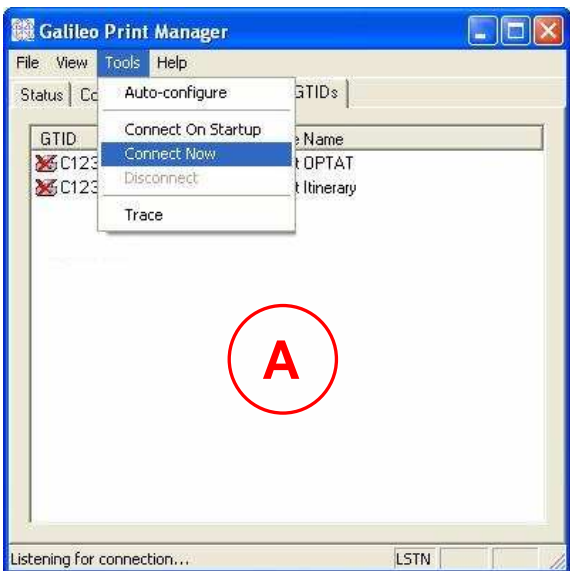 Galileo Print Manager
File View Tools Help
Status GTIDs
Auto-configure
Connect On Startup
Connect Now
Disconnect
Trace
GTID Name
C123 OPTAT
C123 Itinerary
A
Listening for connection... LSTN